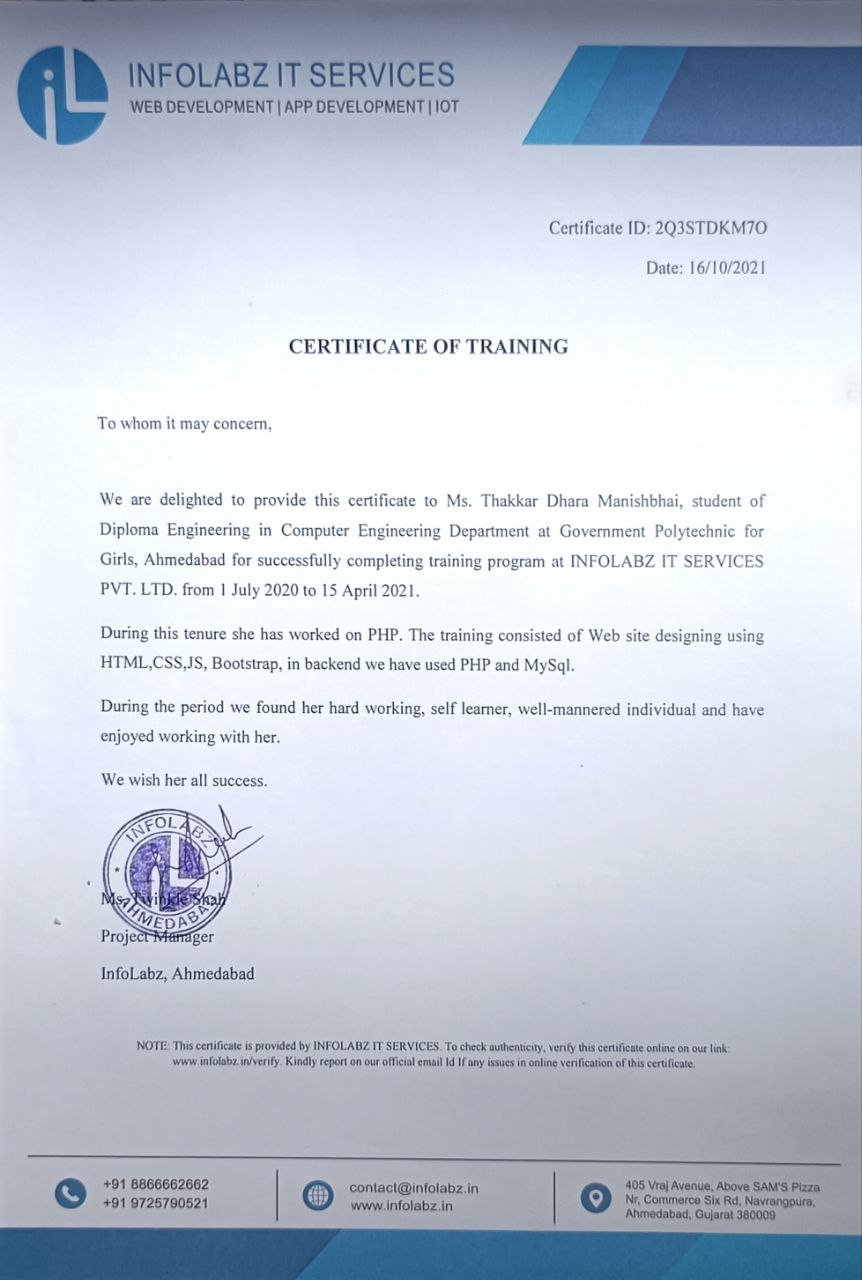 iL
INFOLABZ IT SERVICES
WEB DEVELOPMENT | APP DEVELOPMENT | IOT
Certificate ID: 2Q3STDKM7O
Date: 16/10/2021
CERTIFICATE OF TRAINING
To whom it may concern,
We are delighted to provide this certificate to Ms. Thakkar Dhara Manishbhai, student of
Diploma Engineering in Computer Engineering Department at Government Polytechnic for
Girls, Ahmedabad for successfully completing training program at INFOLABZ IT SERVICES
PVT. LTD. from 1 July 2020 to 15 April 2021.
During this tenure she has worked on PHP. The training consisted of Web site designing using
HTML,CSS,JS, Bootstrap, in backend we have used PHP and MySql.
During the period we found her hard working, self learner, well-mannered individual and have
enjoyed working with her.
We wish her all success.
INFOLABZ
AHMEDABAD
Ms. Twinkle Shah
Project Manager
InfoLabz, Ahmedabad
NOTE: This certificate is provided by INFOLABZ IT SERVICES. To check authenticity, verify this certificate online on our link:
www.infolabz.in/verify. Kindly report on our official email Id If any issues in online verification of this certificate.
+91 8866662662
+91 9725790521
contact@infolabz.in
www.infolabz.in
405 Vraj Avenue, Above SAM'S Pizza
Nr, Commerce Six Rd, Navrangpura,
Ahmedabad, Gujarat 380009